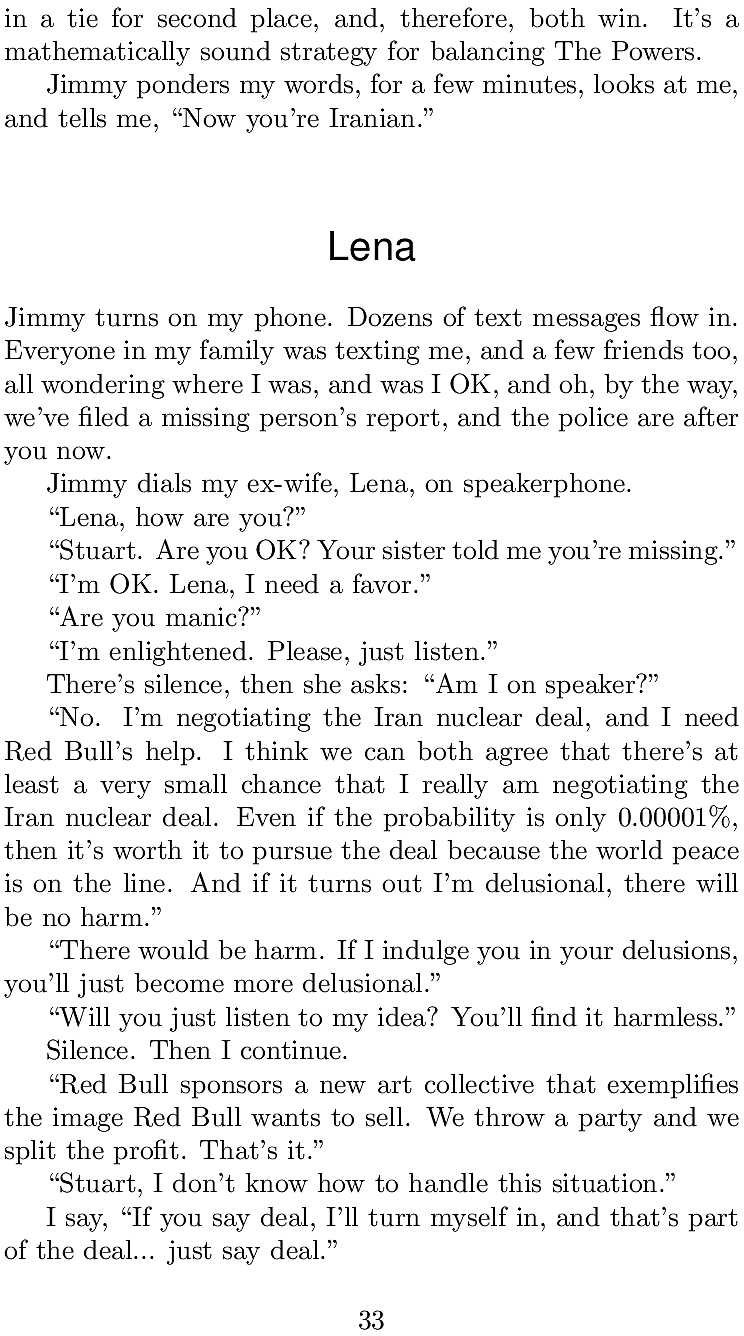 in a tie for second place, and, therefore, both win. It’s a
mathematically sound strategy for balancing The Powers.
Jimmy ponders my words, for a few minutes, looks at me,
and tells me, “Now you’re Iranian.”
Lena
Jimmy turns on my phone. Dozens of text messages flow in.
Everyone in my family was texting me, and a few friends too,
all wondering where I was, and was I OK, and oh, by the way,
we’ve filed a missing person’s report, and the police are after
you now.
Jimmy dials my ex-wife, Lena, on speakerphone.
“Lena, how are you?”
“Stuart. Are you OK? Your sister told me you’re missing.”
“I’m OK. Lena, I need a favor.”
“Are you manic?”
“I’m enlightened. Please, just listen.”
There’s silence, then she asks: “Am I on speaker?”
“No. I’m negotiating the Iran nuclear deal, and I need
Red Bull’s help. I think we can both agree that there’s at
least a very small chance that I really am negotiating the
Iran nuclear deal. Even if the probability is only 0.00001%,
then it’s worth it to pursue the deal because the world peace
is on the line. And if it turns out I’m delusional, there will
be no harm.”
“There would be harm. If I indulge you in your delusions,
you’ll just become more delusional.”
“Will you just listen to my idea? You’ll find it harmless.”
Silence. Then I continue.
“Red Bull sponsors a new art collective that exemplifies
the image Red Bull wants to sell. We throw a party and we
split the profit. That’s it.”
“Stuart, I don’t know how to handle this situation.”
I say, “If you say deal, I’ll turn myself in, and that’s part
of the deal... just say deal.”
33